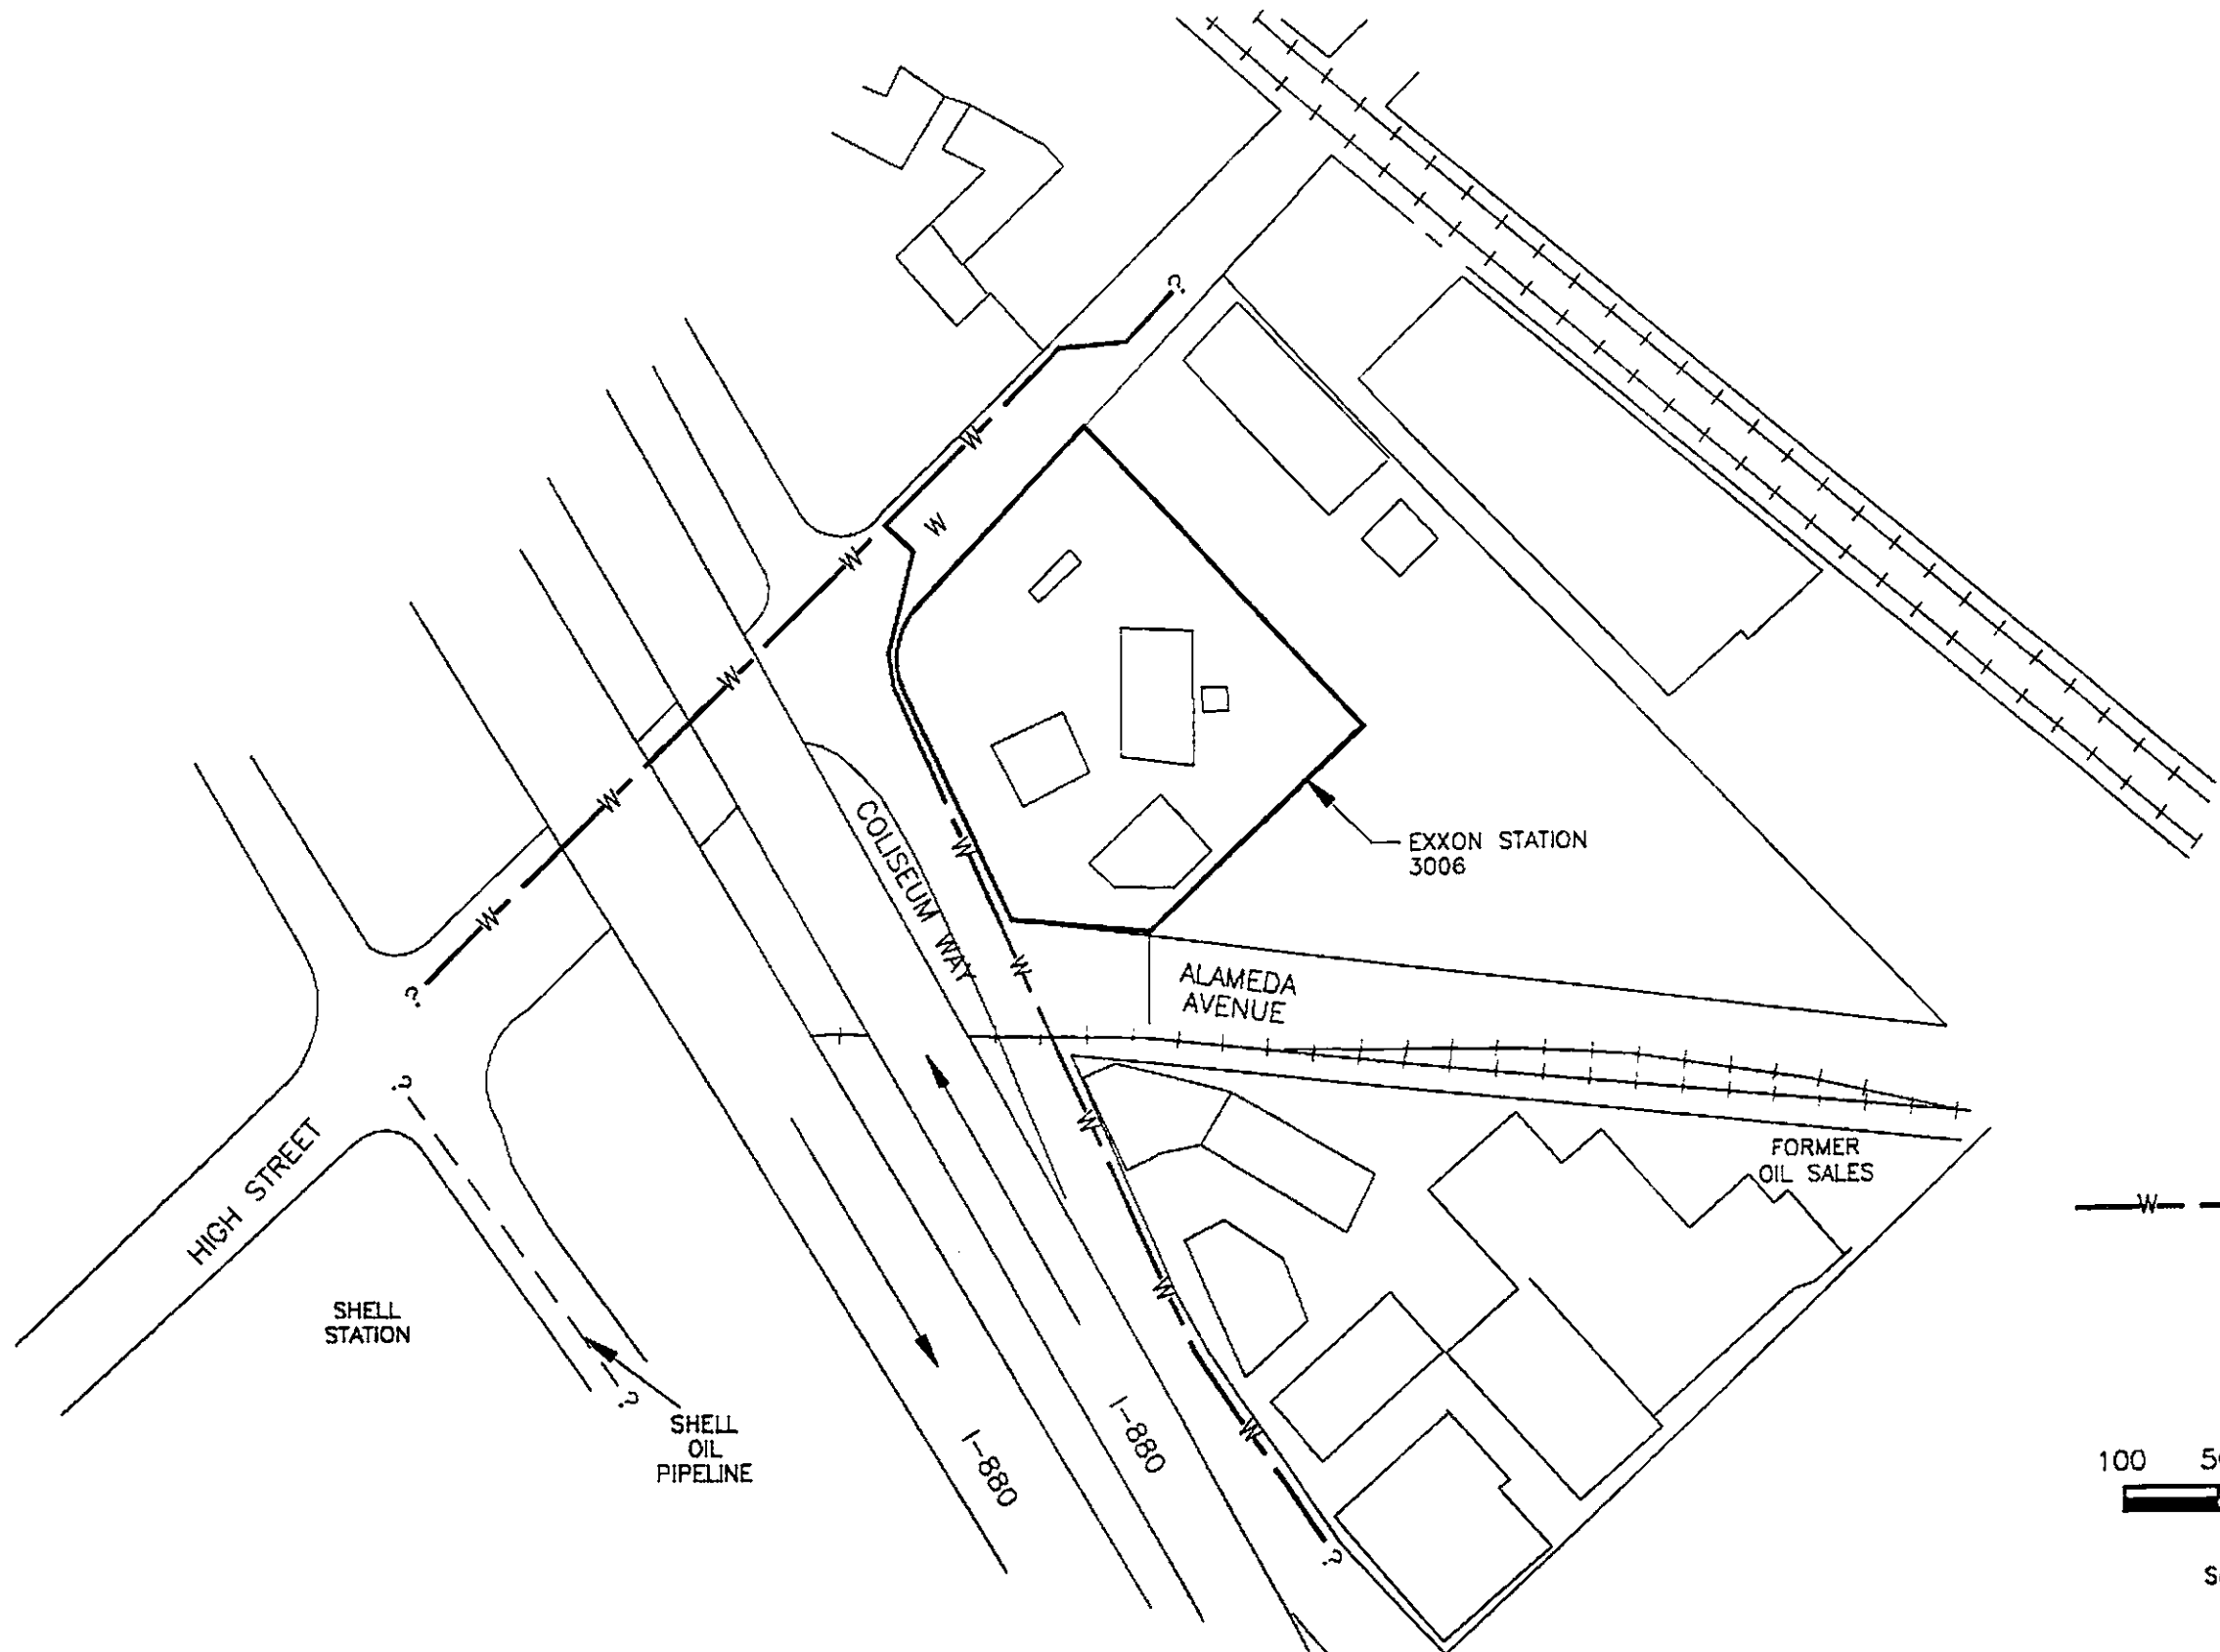 ?
W
W
W
W
W
W
?
COLISEUM WAY
W
W
EXXON STATION
3006
ALAMEDA
AVENUE
?
W
HIGH STREET
SHELL
STATION
?
SHELL
OIL
PIPELINE
I-880
I-880
W
W
?
FORMER
OIL SALES
W
100